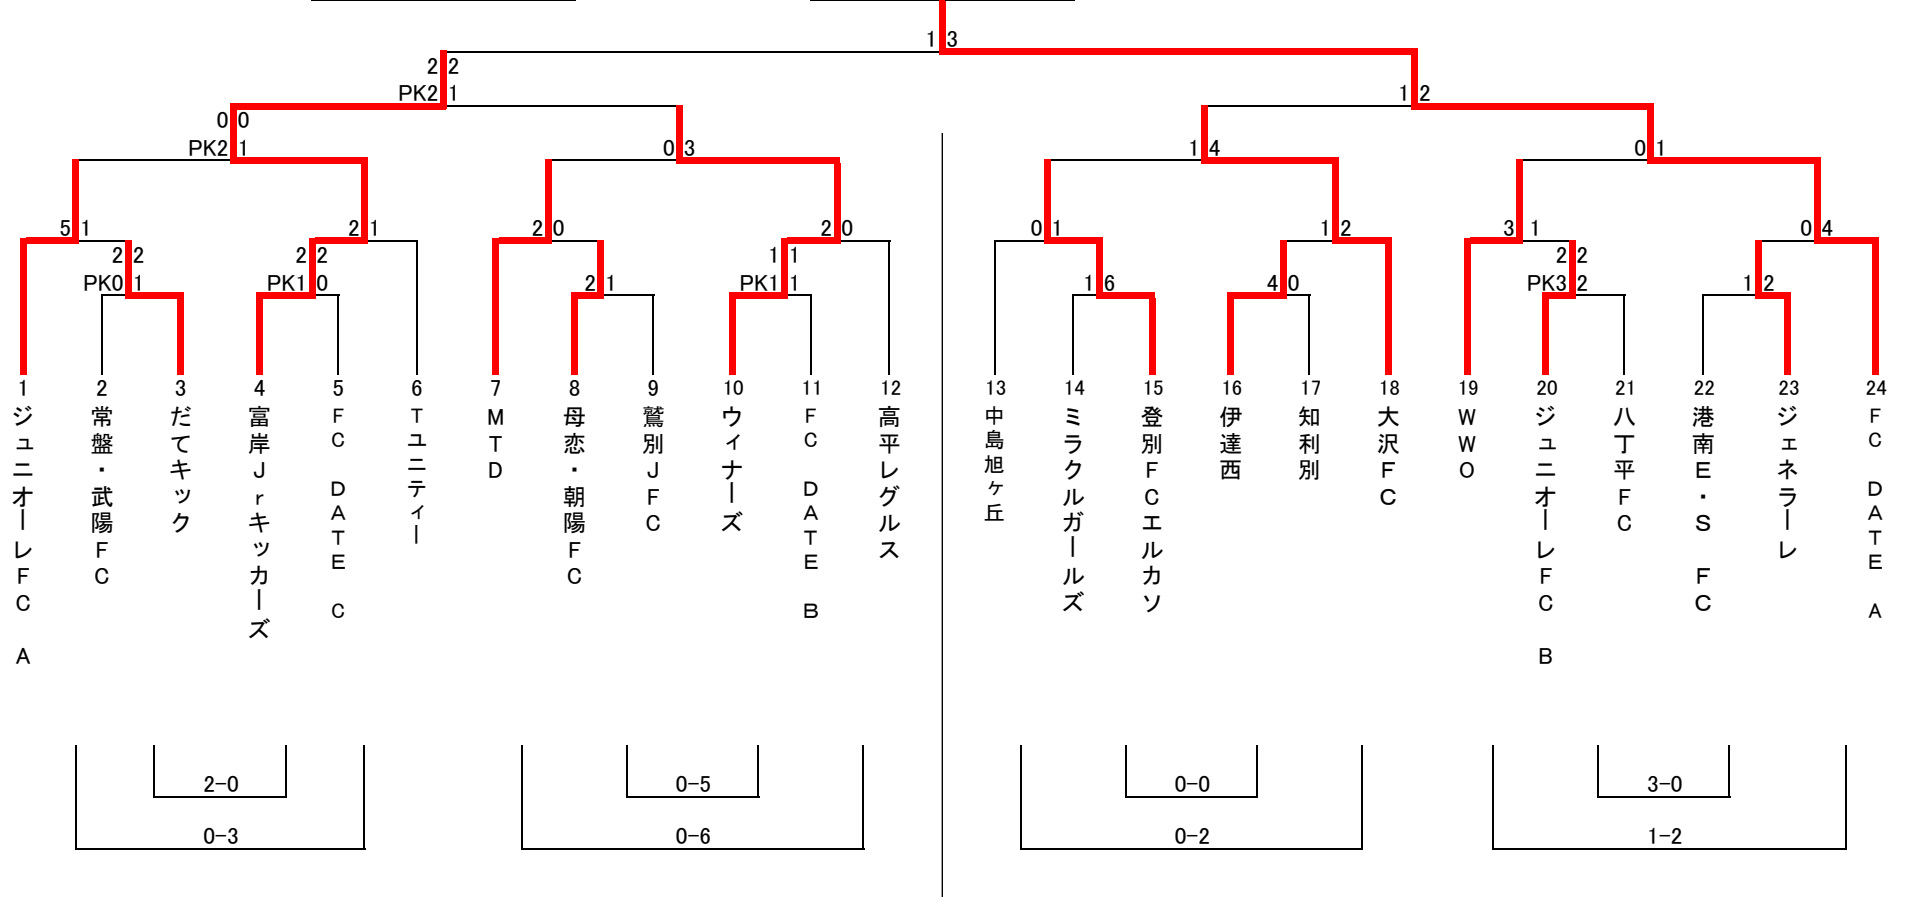 1 3
2 2
PK2 1
1 2
0 0
PK2 1
0 3
1 4
0 1
5 1
2 1
2 0
2 0
0 1
1 2
3 1
0 4
2 2
PK0 1
2 2
PK1 0
2 1
1 1
PK1 1
1 6
4 0
2 2
PK3 2
1 2
1 ジュニオーレFC A
2 常盤・武陽FC
3 だてキック
4 富岸Jrキッカーズ
5 FC DATE C
6 Tユニティー
7 MTD
8 母恋・朝陽FC
9 鷲別JFC
10 ウィナーズ
11 FC DATE B
12 高平レグルス
13 中島旭ヶ丘
14 ミラクルガールズ
15 登別FCエルカソ
16 伊達西
17 知利別
18 大沢FC
19 WWO
20 ジュニオーレFC B
21 八丁平FC
22 港南E・S FC
23 ジェネラーレ
24 FC DATE A
2-0
0-5
0-0
3-0
0-3
0-6
0-2
1-2